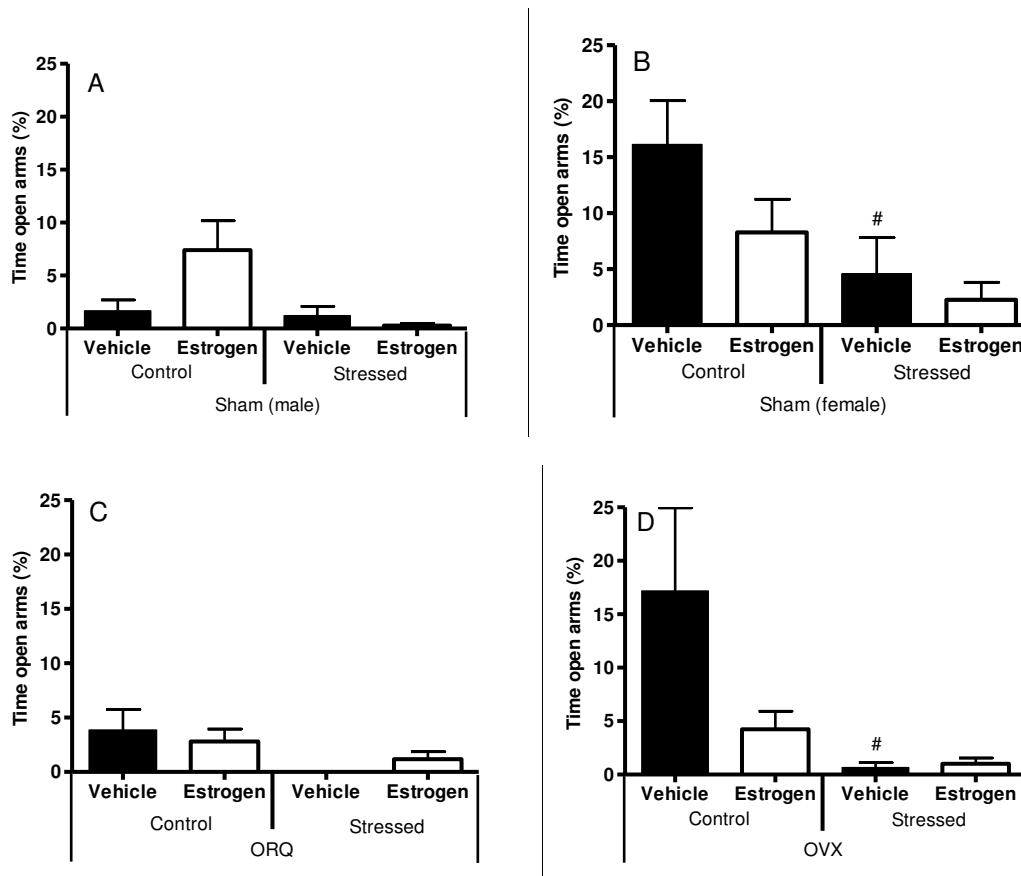 A
Time open arms (%)
25
20
15
10
5
0
Vehicle Estrogen Vehicle Estrogen
Control Stressed
Sham (male)
B
Time open arms (%)
25
20
15
10
5
0
#
Vehicle Estrogen Vehicle Estrogen
Control Stressed
Sham (female)
C
Time open arms (%)
25
20
15
10
5
0
Vehicle Estrogen Vehicle Estrogen
Control Stressed
ORQ
D
Time open arms (%)
25
20
15
10
5
0
#
Vehicle Estrogen Vehicle Estrogen
Control Stressed
OVX